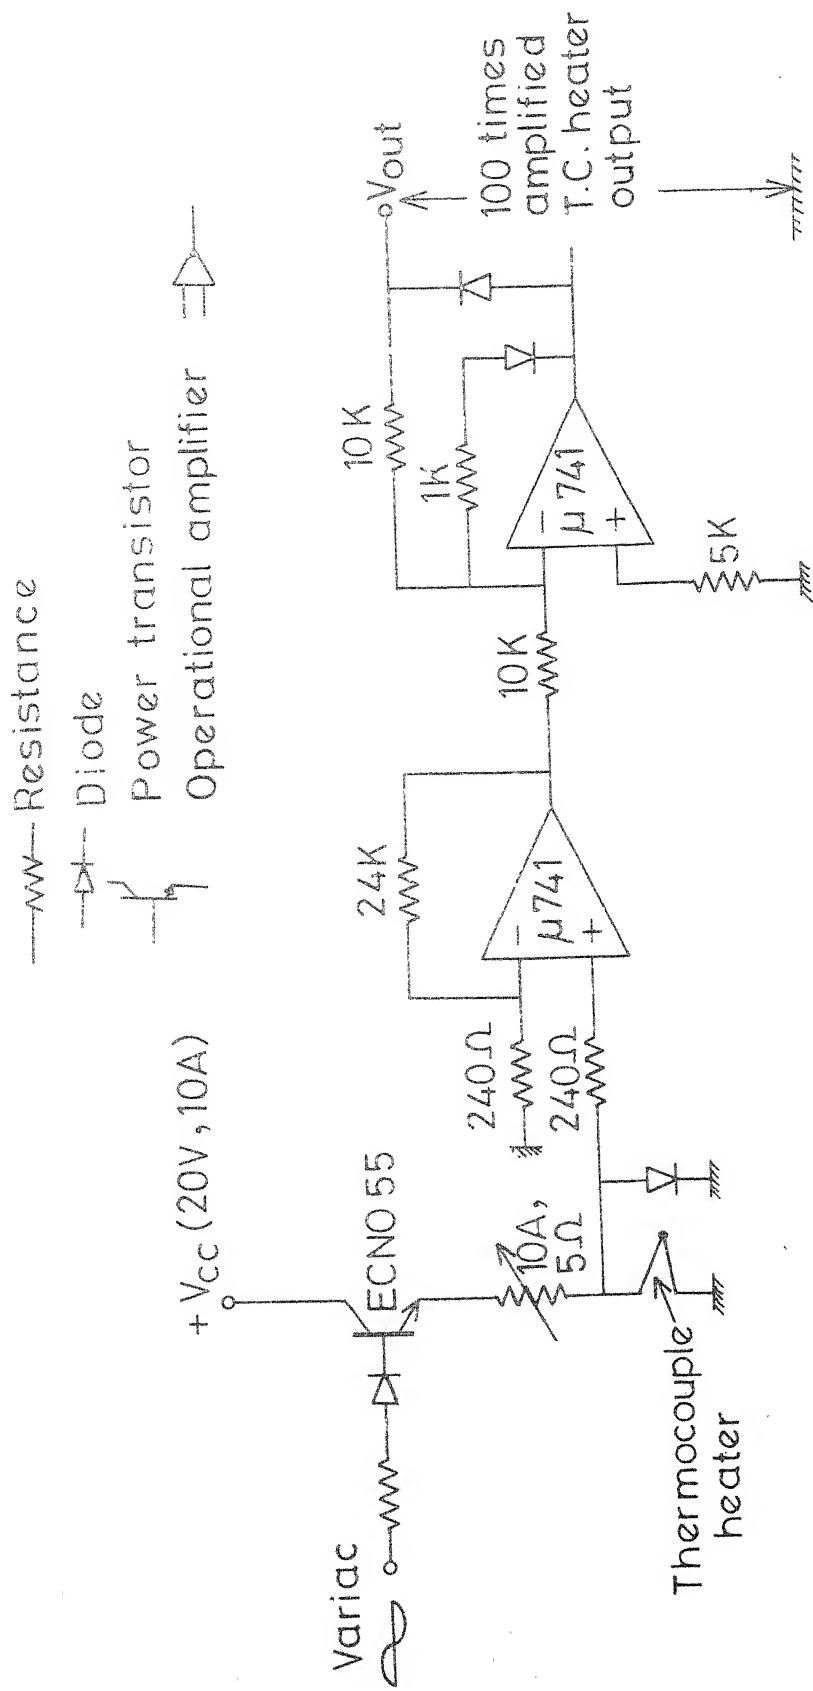 Resistance
Diode
Power transistor
Operational amplifier
+ VCC (20V, 10A)
Variac
ECNO 55
10A,
5Ω
Thermocouple
heater
240Ω
240Ω
24K
−
μ741
+
10K
10K
1K
−
μ741
+
5K
Vout
100 times
amplified
T.C. heater
output